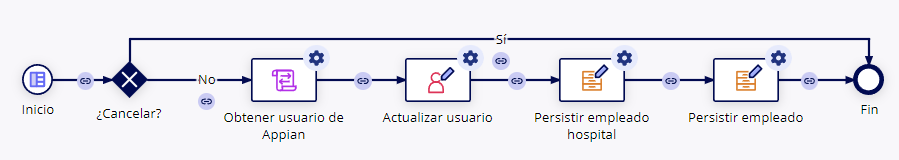 Sí
No
Inicio
¿Cancelar?
Obtener usuario de
Appian
Actualizar usuario
Persistir empleado
hospital
Persistir empleado
Fin